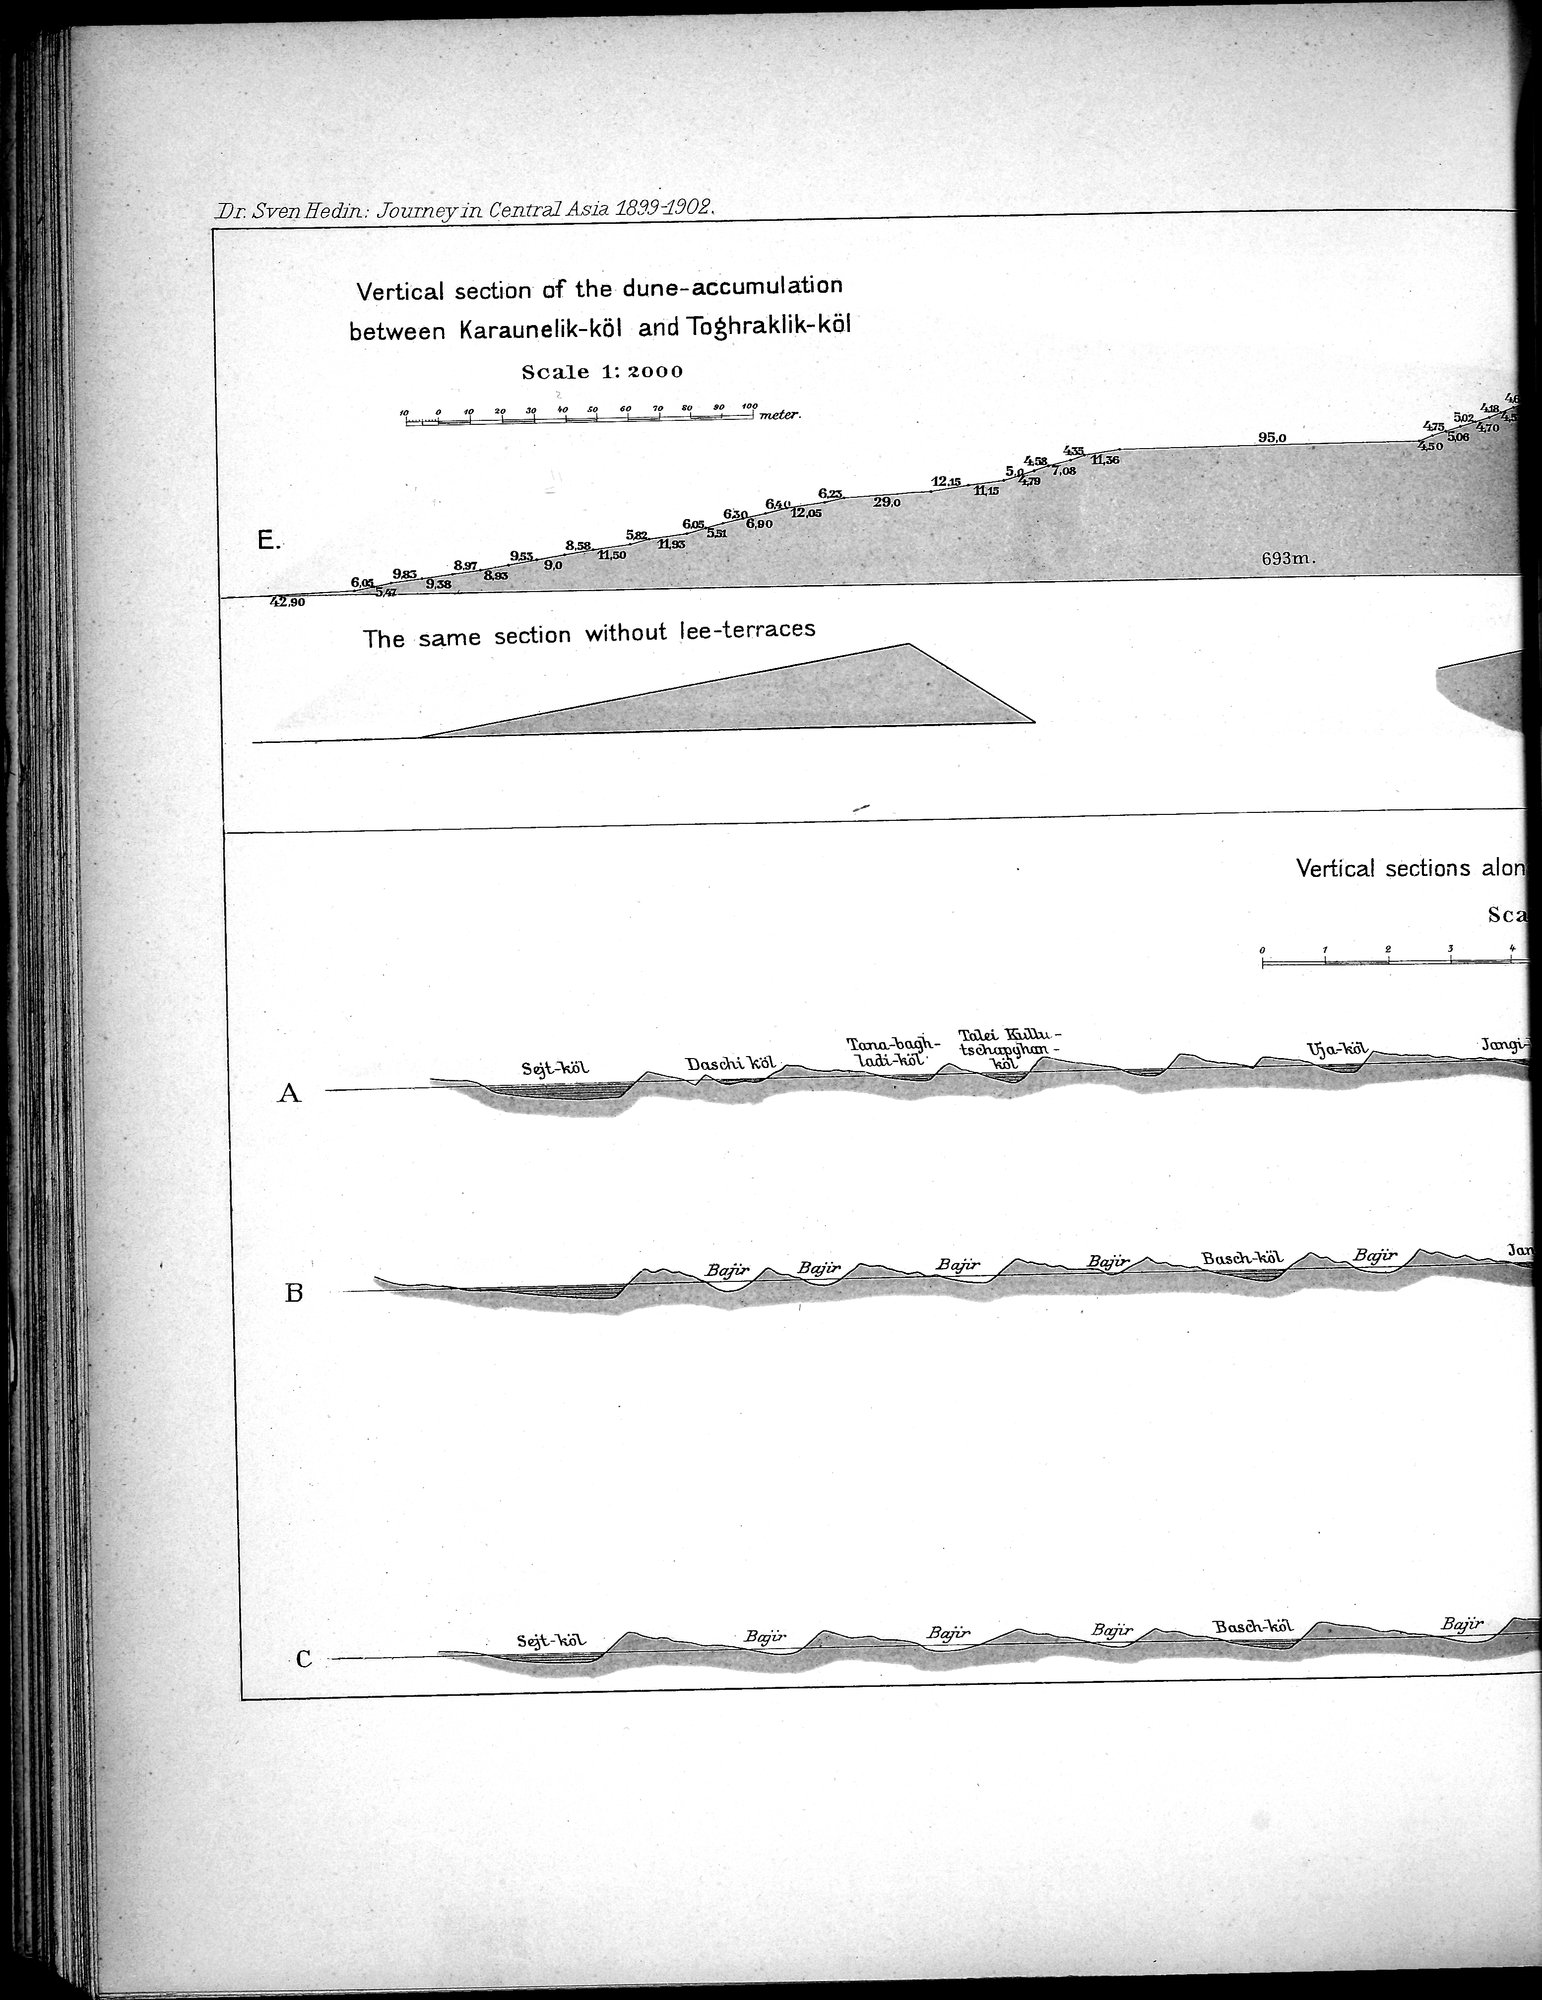 Dr. Sven Hedin: Journey in Central Asia 1899-1902.
Vertical section of the dune-accumulation
between Karaunelik-köl and Toghraklik-köl
Scale 1: 2000
10 0 10 20 30 40 50 60 70 80 90 100 meter.
E.
42,90 6,05 5,47 9,83 9,38 8,97 8,93 9,53 9,0 8,58 11,50 5,82 11,93 6,05 5,51 6,30 6,90 6,40 12,05 6,23 29,0 12,15 11,15 5,0 4,79 4,58 7,08 4,35 11,36 95,0 4,50 4,75 5,06 5,02 4,70 4,18
693m.
The same section without lee-terraces
Vertical sections alon
Sca
0 1 2 3 4
A
Sejt-köl
Daschi köl
Tana-bagh-
ladi-köl
Talei Kullu-
tschapghan-
köl
Uja-köl
Jangi-
B
Bajir Bajir Bajir Bajir Basch-köl Bajir Jan
C
Sejt-köl Bajir Bajir Bajir Basch-köl Bajir